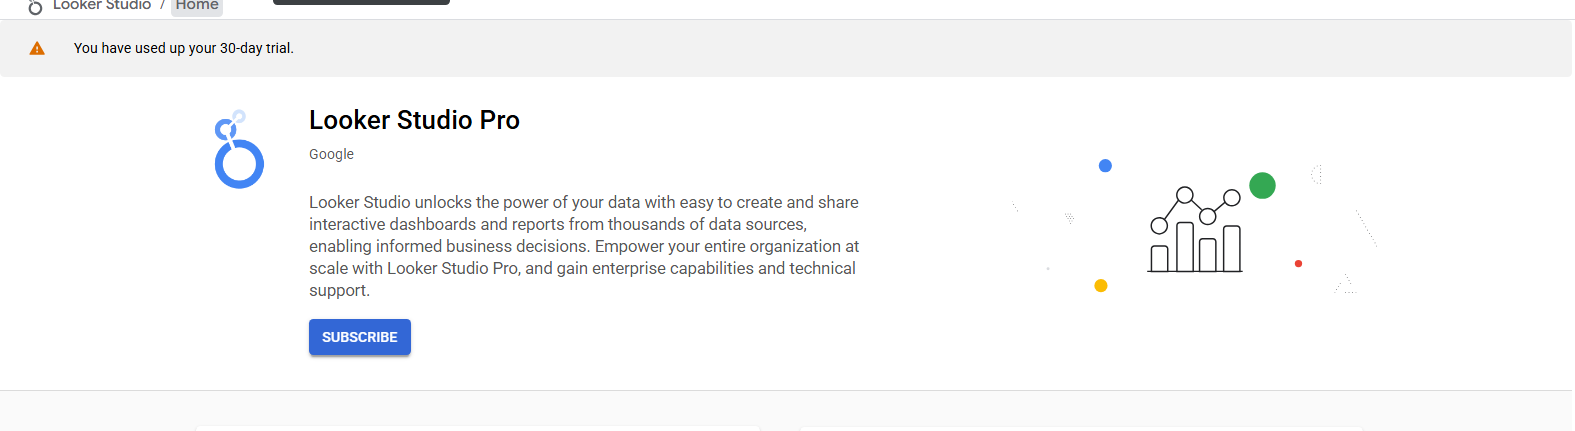 Looker Studio / Home
You have used up your 30-day trial.
Looker Studio Pro
Google
Looker Studio unlocks the power of your data with easy to create and share
interactive dashboards and reports from thousands of data sources,
enabling informed business decisions. Empower your entire organization at
scale with Looker Studio Pro, and gain enterprise capabilities and technical
support.
SUBSCRIBE